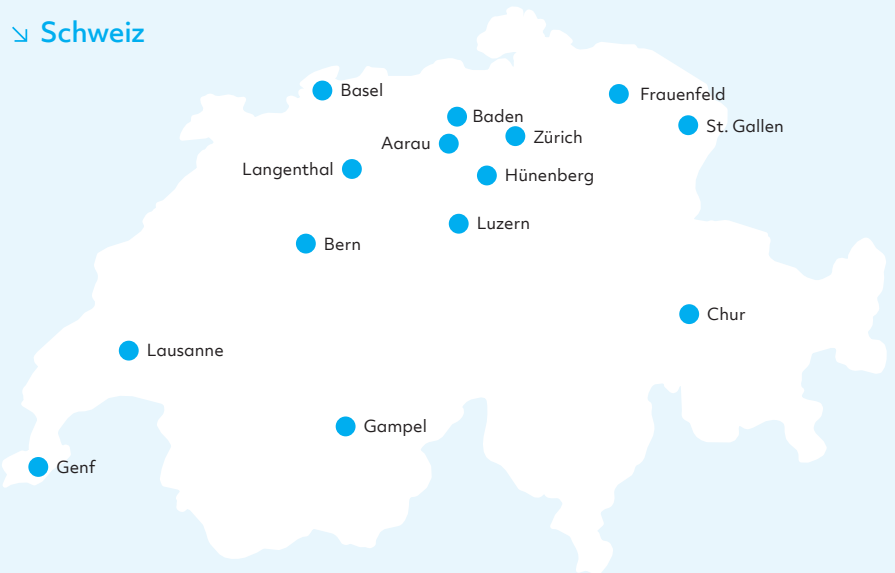 ↘ Schweiz
Basel
Frauenfeld
Baden
St. Gallen
Aarau
Zürich
Langenthal
Hünenberg
Luzern
Bern
Chur
Lausanne
Gampel
Genf